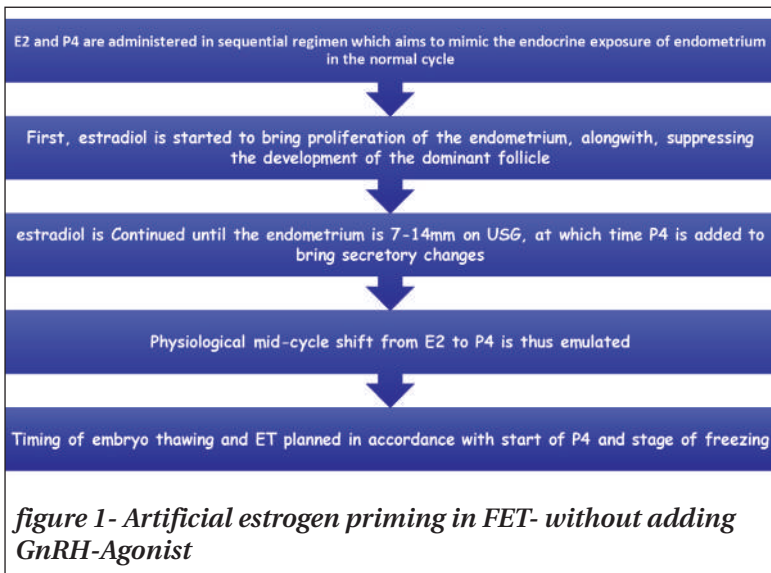 E2 and P4 are administered in sequential regimen which aims to mimic the endocrine exposure of endometrium
in the normal cycle
First, estradiol is started to bring proliferation of the endometrium, alongwith, suppressing
the development of the dominant follicle
estradiol is Continued until the endometrium is 7-14mm on USG, at which time P4 is added to
bring secretory changes
Physiological mid-cycle shift from E2 to P4 is thus emulated
Timing of embryo thawing and ET planned in accordance with start of P4 and stage of freezing
figure 1- Artificial estrogen priming in FET- without adding
GnRH-Agonist